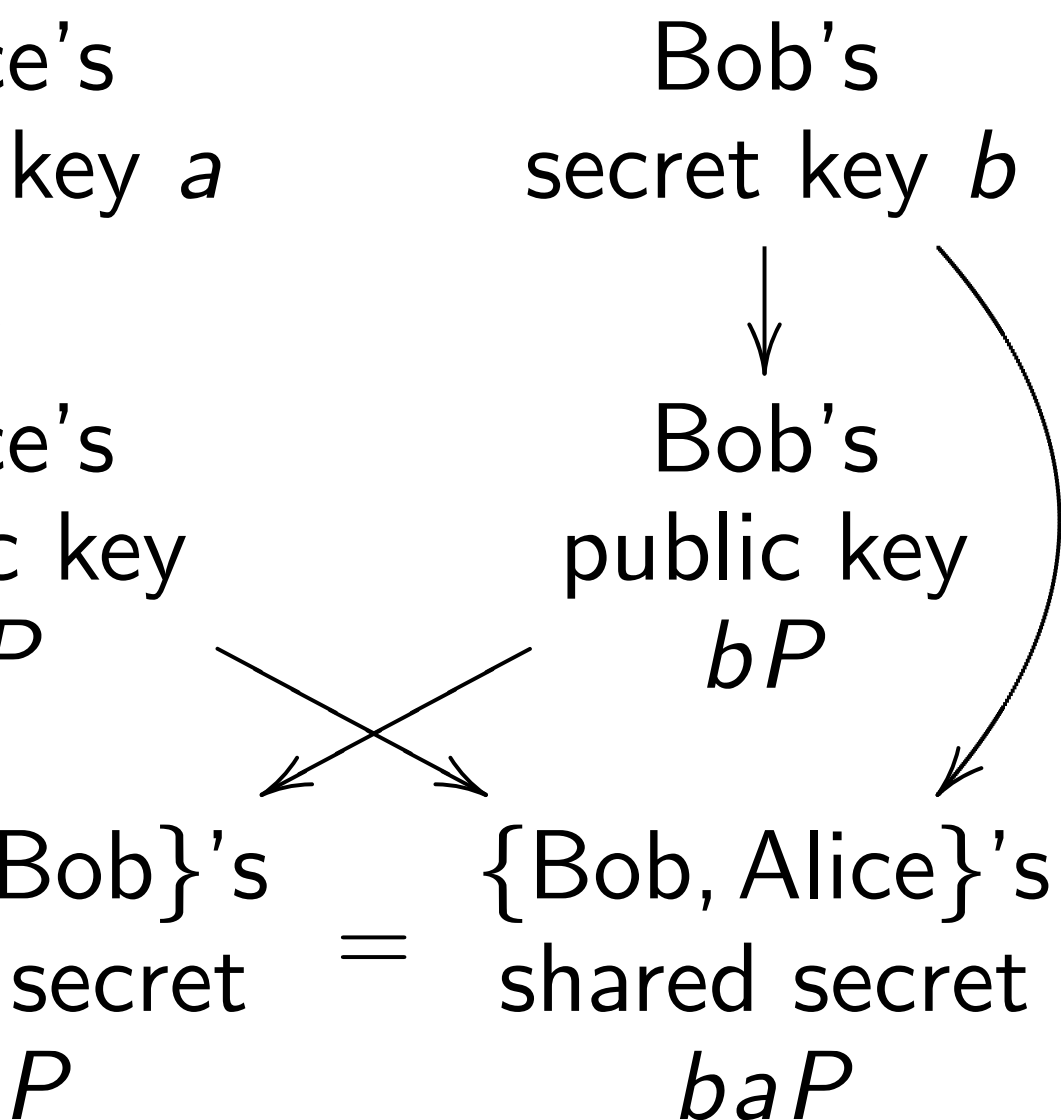 ce's
key a
Bob's
secret key b
ce's
c key
P
Bob's
public key
bP
Bob}'s
secret
P
=
{Bob, Alice}'s
shared secret
baP